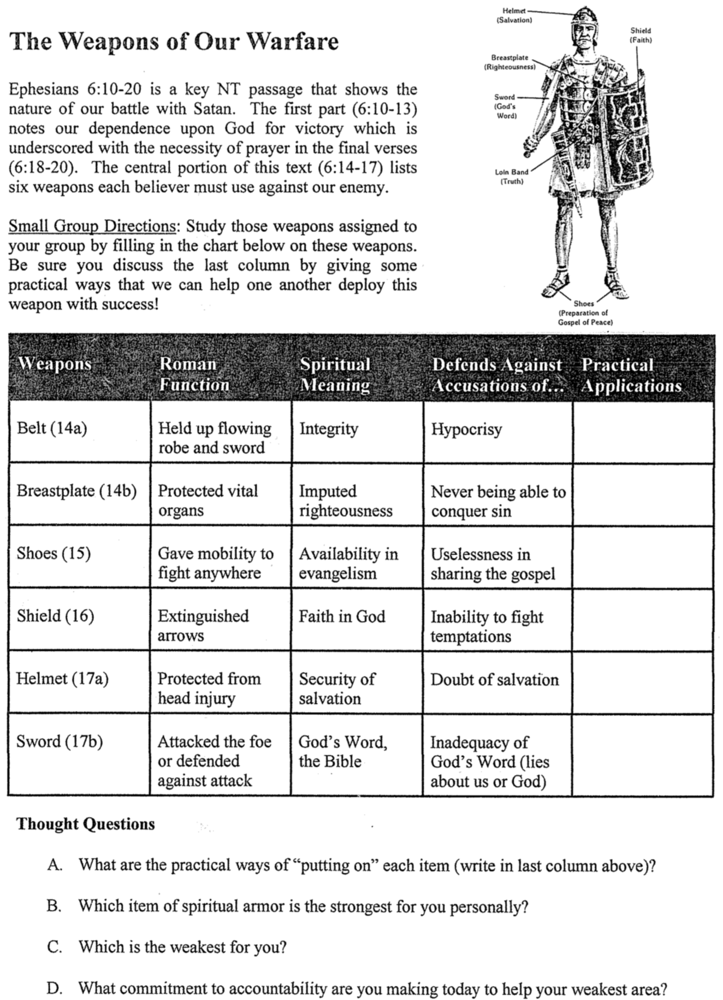 The Weapons of Our Warfare
Ephesians 6:10-20 is a key NT passage that shows the
nature of our battle with Satan. The first part (6:10-13)
notes our dependence upon God for victory which is
underscored with the necessity of prayer in the final verses
(6:18-20). The central portion of this text (6:14-17) lists
six weapons each believer must use against our enemy.
Small Group Directions: Study those weapons assigned to
your group by filling in the chart below on these weapons.
Be sure you discuss the last column by giving some
practical ways that we can help one another deploy this
weapon with success!
Helmet
(Salvation)
Shield
(Faith)
Breastplate
(Righteousness)
Sword
(God's
Word)
Loin Band
(Truth)
Shoes
(Preparation of
Gospel of Peace)
Weapons
Roman
Function
Spiritual
Meaning
Defends Against
Accusations of...
Practical
Applications
Belt (14a)
Held up flowing
robe and sword
Integrity
Hypocrisy
Breastplate (14b)
Protected vital
organs
Imputed
righteousness
Never being able to
conquer sin
Shoes (15)
Gave mobility to
fight anywhere
Availability in
evangelism
Uselessness in
sharing the gospel
Shield (16)
Extinguished
arrows
Faith in God
Inability to fight
temptations
Helmet (17a)
Protected from
head injury
Security of
salvation
Doubt of salvation
Sword (17b)
Attacked the foe
or defended
against attack
God's Word,
the Bible
Inadequacy of
God's Word (lies
about us or God)
Thought Questions
A. What are the practical ways of “putting on” each item (write in last column above)?
B. Which item of spiritual armor is the strongest for you personally?
C. Which is the weakest for you?
D. What commitment to accountability are you making today to help your weakest area?